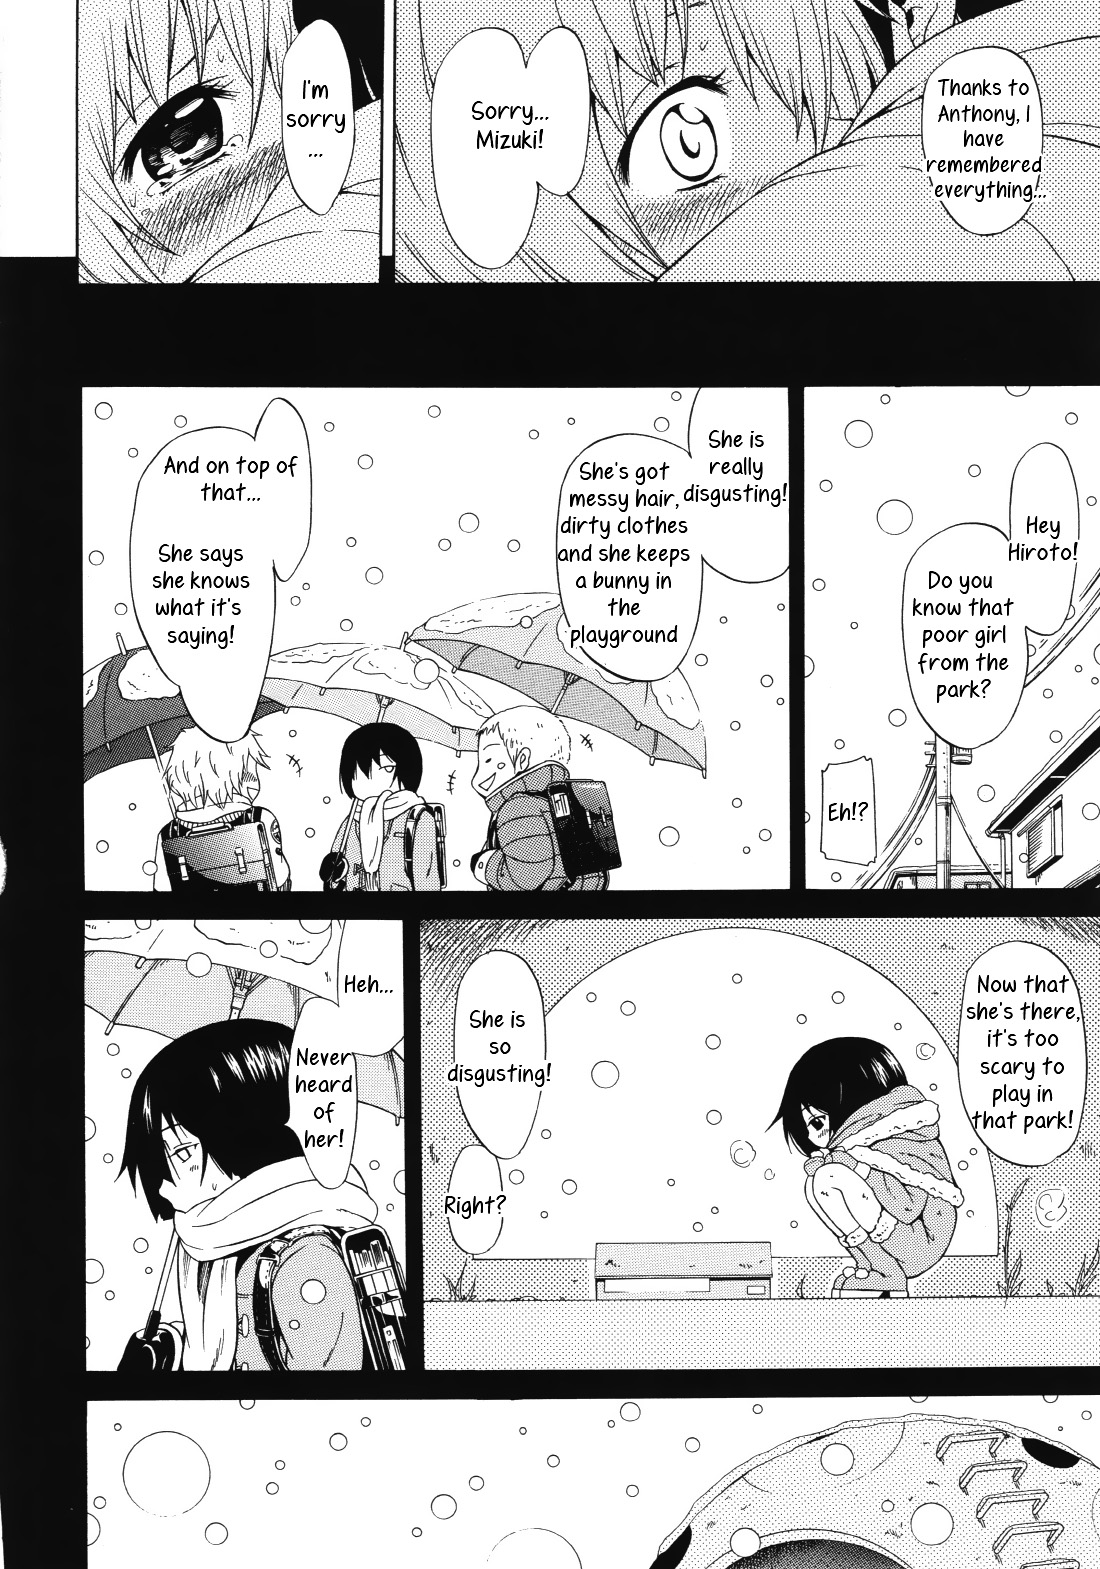 Thanks to
Anthony, I
have
remembered
everything!...
Sorry...
Mizuki!
I'm
sorry
...
Hey
Hiroto!
Do you
know that
poor girl
from the
park?
Eh!?
She is
really
disgusting!
She's got
messy hair,
dirty clothes
and she keeps
a bunny in
the
playground
And on top of
that...
She says
she knows
what it's
saying!
Now that
she's there,
it's too
scary to
play in
that park!
She is
so
disgusting!
Right?
Heh...
Never
heard
of
her!